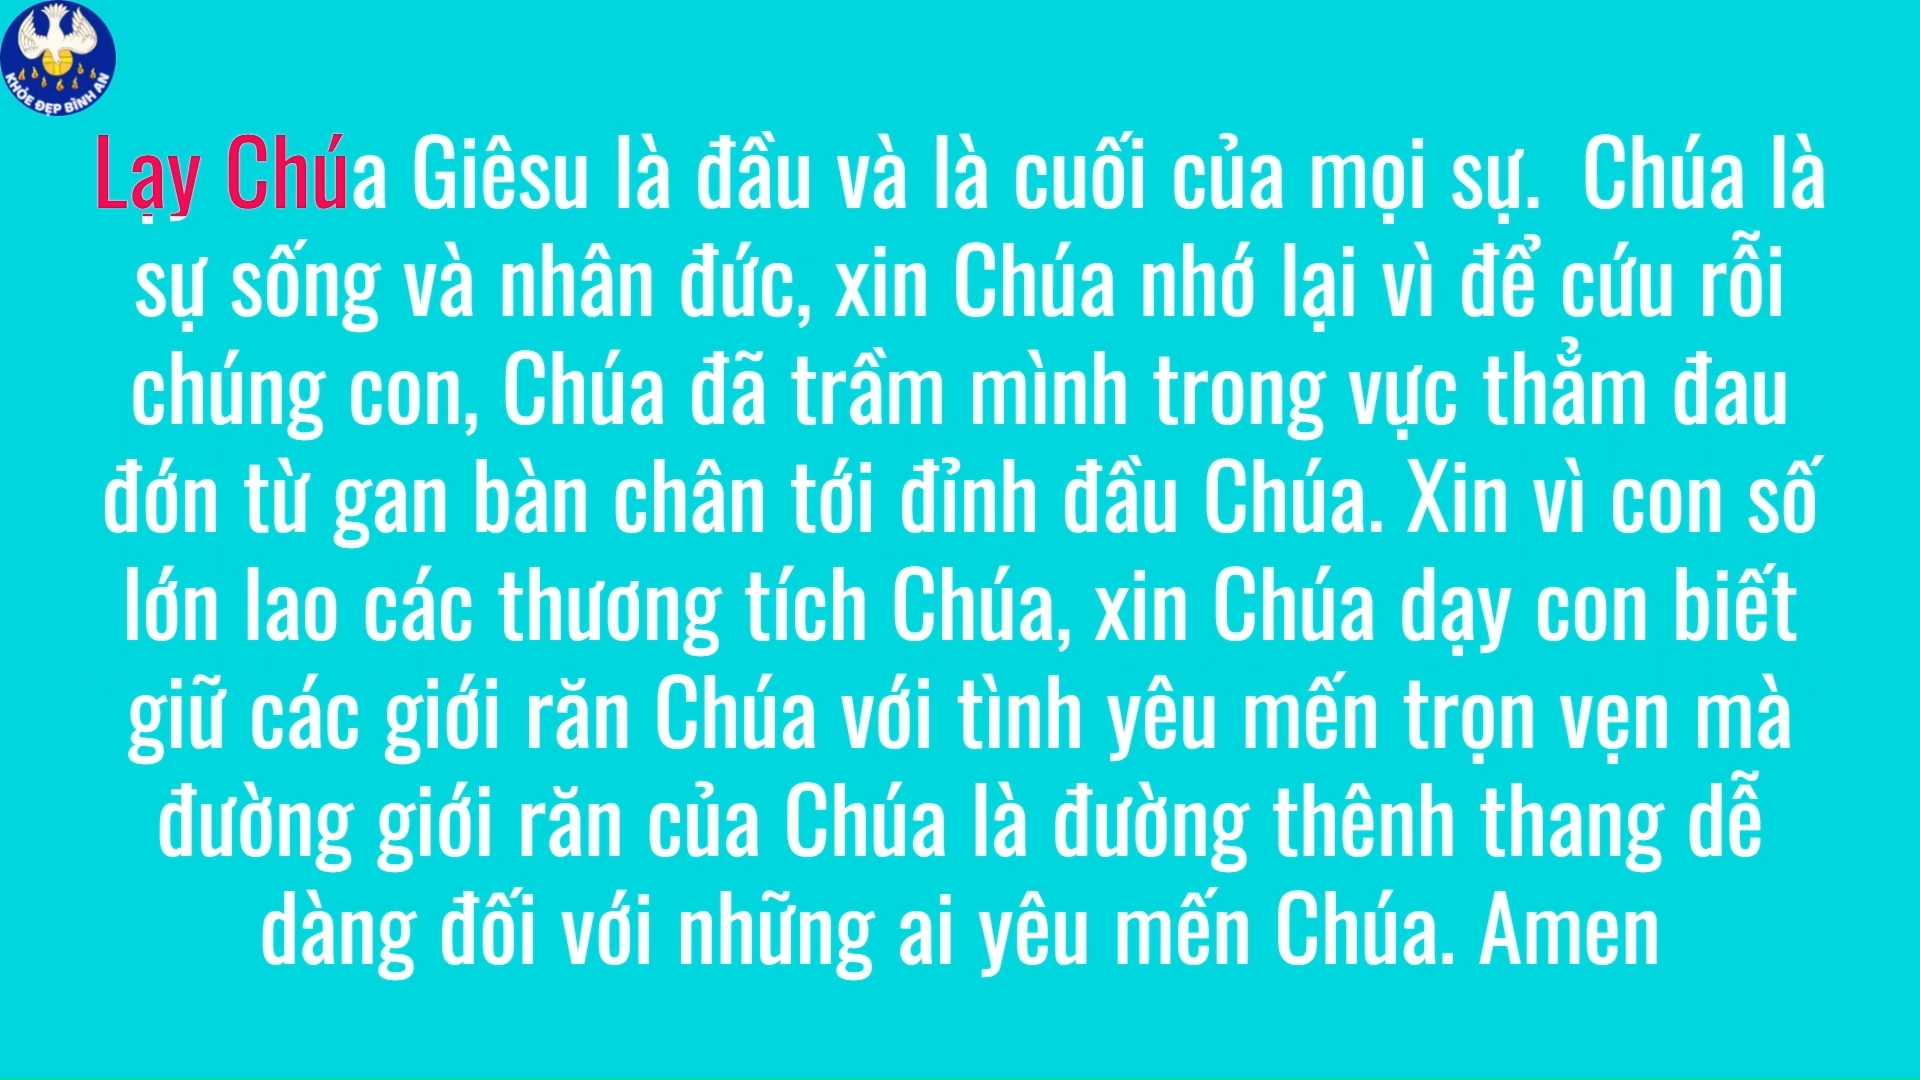 KHỎE ĐẸP BÌNH AN
Lạy Chúa Giêsu là đầu và là cuối của mọi sự.  Chúa là
sự sống và nhân đức, xin Chúa nhớ lại vì để cứu rỗi
chúng con, Chúa đã trầm mình trong vực thẳm đau
đớn từ gan bàn chân tới đỉnh đầu Chúa. Xin vì con số
lớn lao các thương tích Chúa, xin Chúa dạy con biết
giữ các giới răn Chúa với tình yêu mến trọn vẹn mà
đường giới răn của Chúa là đường thênh thang dễ
dàng đối với những ai yêu mến Chúa. Amen